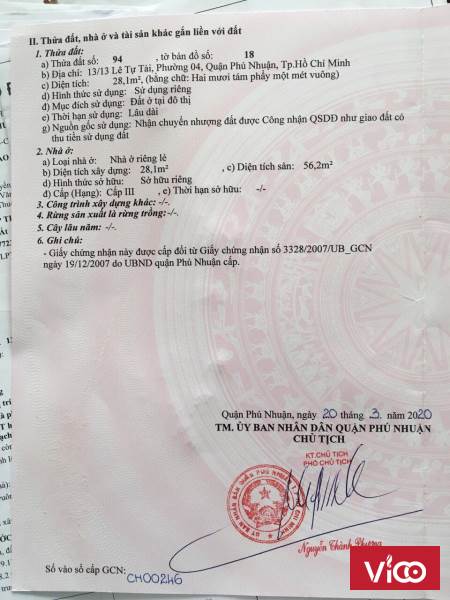 II. Thửa đất, nhà ở và tài sản khác gắn liền với đất
1. Thửa đất:
a) Thửa đất số: 94 , tờ bản đồ số: 18
b) Địa chỉ: 13/13 Lê Tự Tài, Phường 04, Quận Phú Nhuận, Tp.Hồ Chí Minh
c) Diện tích: 28,1m², (bằng chữ: Hai mươi tám phẩy một mét vuông)
d) Hình thức sử dụng: Sử dụng riêng
đ) Mục đích sử dụng: Đất ở tại đô thị
e) Thời hạn sử dụng: Lâu dài
g) Nguồn gốc sử dụng: Nhận chuyển nhượng đất được Công nhận QSDĐ như giao đất có
thu tiền sử dụng đất
2. Nhà ở:
a) Loại nhà ở: Nhà ở riêng lẻ
b) Diện tích xây dựng: 28,1m² , c) Diện tích sàn: 56,2m²
d) Hình thức sở hữu: Sở hữu riêng
đ) Cấp (Hạng): Cấp III , e) Thời hạn sở hữu: -/-
3. Công trình xây dựng khác: -/-.
4. Rừng sản xuất là rừng trồng: -/-.
5. Cây lâu năm: -/-.
6. Ghi chú:
- Giấy chứng nhận này được cấp đổi từ Giấy chứng nhận số 3328/2007/UB_GCN
ngày 19/12/2007 do UBND quận Phú Nhuận cấp.
Quận Phú Nhuận, ngày 20 tháng 3. năm 2020
TM. ỦY BAN NHÂN DÂN QUẬN PHÚ NHUẬN
CHỦ TỊCH
KT.CHỦ TỊCH
PHÓ CHỦ TỊCH
Nguyễn Thành Phương
Số vào sổ cấp GCN: CH00246
ViCO